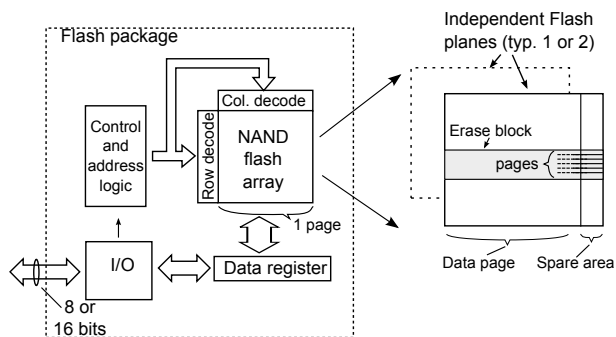 Flash package
Control
and
address
logic
Col. decode
Row decode
NAND
flash
array
1 page
I/O
Data register
8 or
16 bits
Independent Flash
planes (typ. 1 or 2)
Erase block
pages
Data page
Spare area